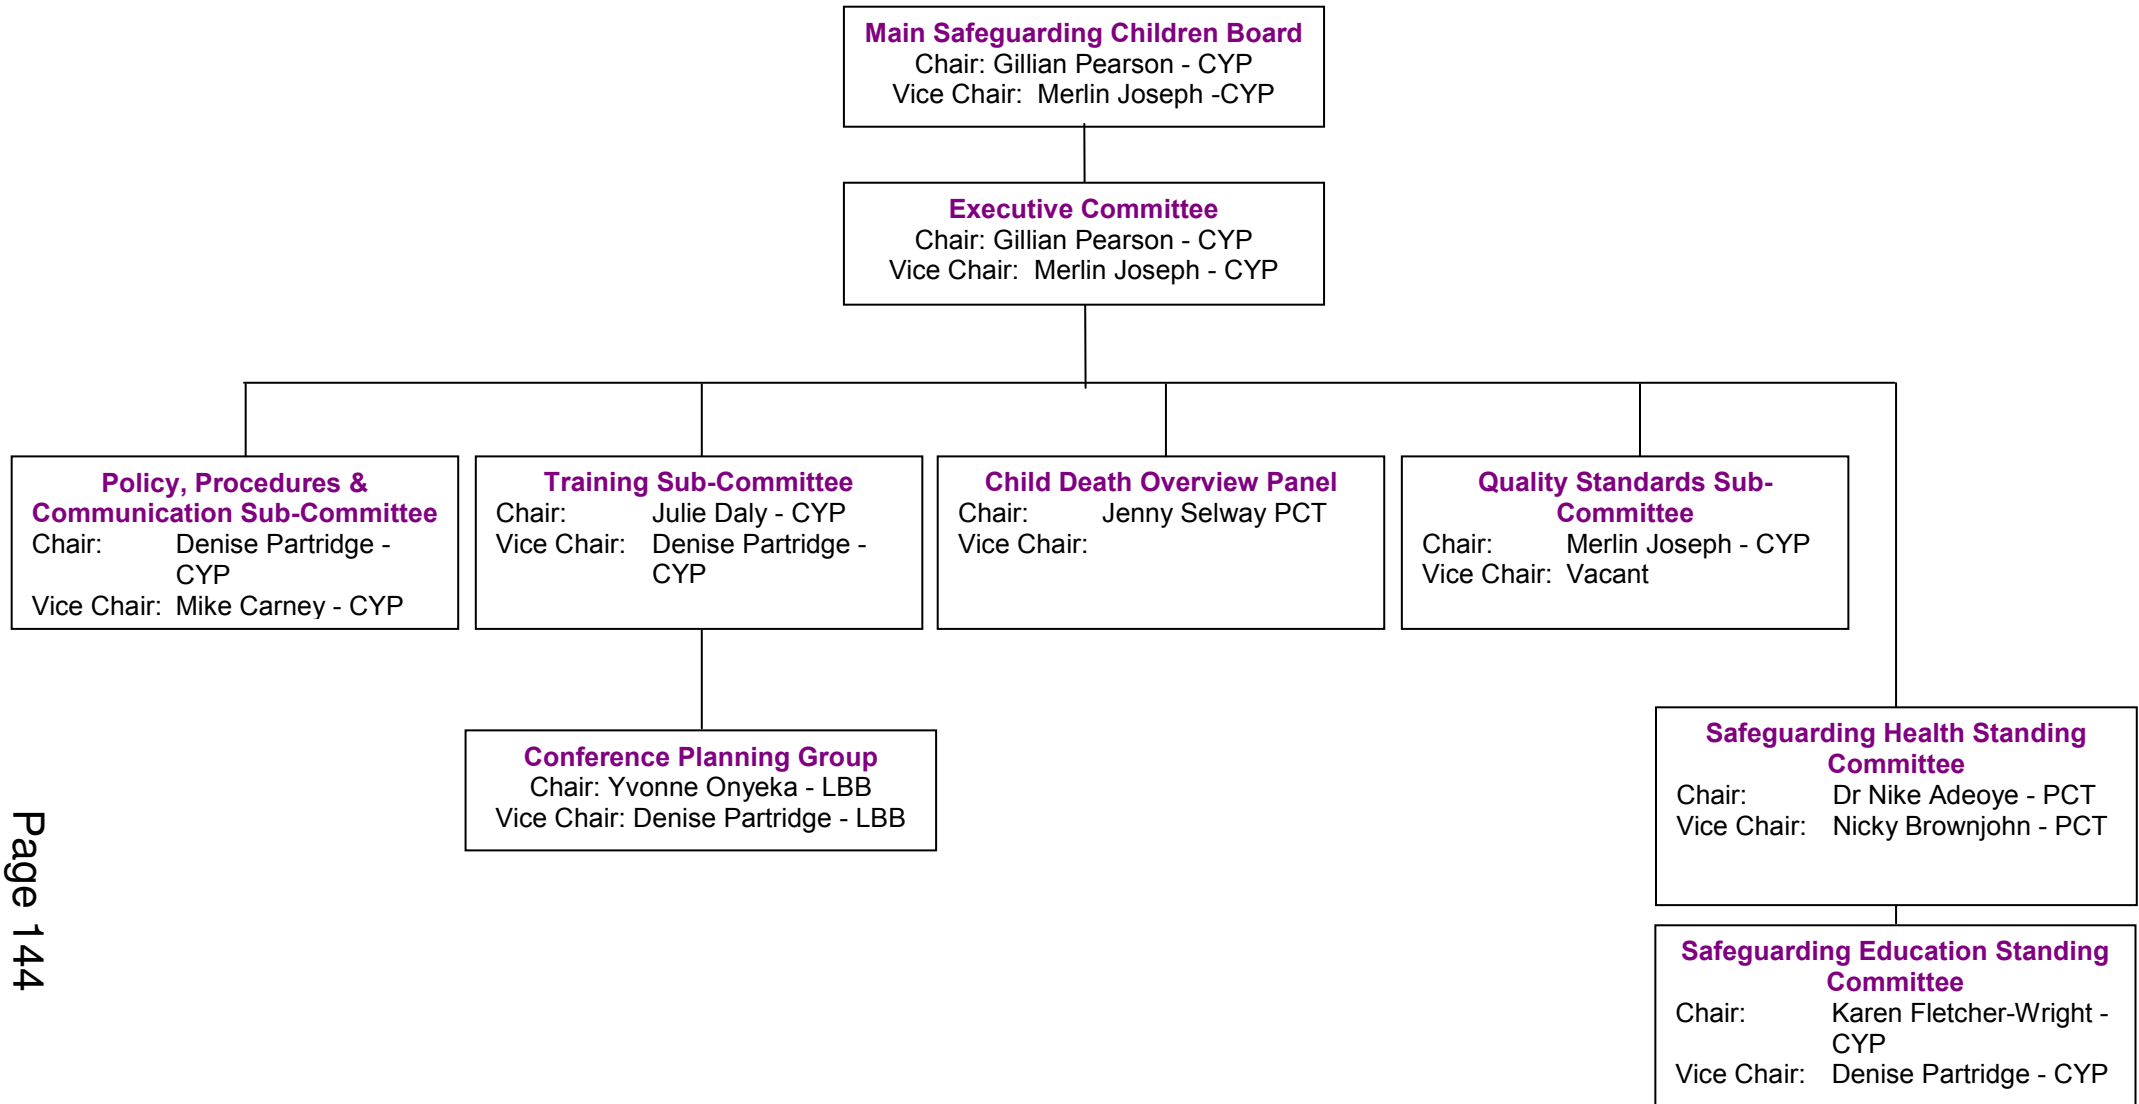 Main Safeguarding Children Board
Chair: Gillian Pearson - CYP
Vice Chair: Merlin Joseph -CYP
Executive Committee
Chair: Gillian Pearson - CYP
Vice Chair: Merlin Joseph - CYP
Policy, Procedures &
Communication Sub-Committee
Chair: Denise Partridge -
CYP
Vice Chair: Mike Carney - CYP
Training Sub-Committee
Chair: Julie Daly - CYP
Vice Chair: Denise Partridge -
CYP
Child Death Overview Panel
Chair: Jenny Selway PCT
Vice Chair:
Quality Standards Sub-
Committee
Chair: Merlin Joseph - CYP
Vice Chair: Vacant
Conference Planning Group
Chair: Yvonne Onyeka - LBB
Vice Chair: Denise Partridge - LBB
Safeguarding Health Standing
Committee
Chair: Dr Nike Adeoye - PCT
Vice Chair: Nicky Brownjohn - PCT
Safeguarding Education Standing
Committee
Chair: Karen Fletcher-Wright -
CYP
Vice Chair: Denise Partridge - CYP
Page 144